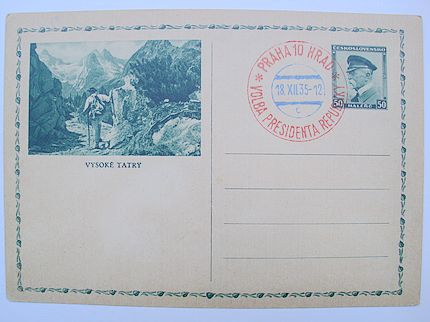 PRAHA 10 HRAD
18.XII.35-12
c
* VOLBA PRESIDENTA REPUBLIKY *
ČESKOSLOVENSKO
50 HALÉŘŮ 50
VYSOKÉ TATRY